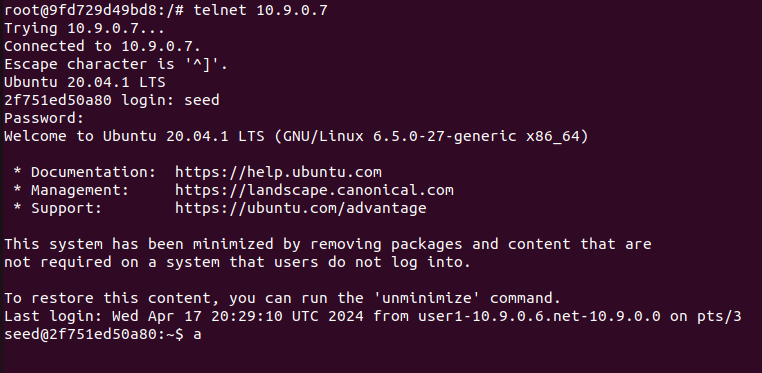 root@9fd729d49bd8:/# telnet 10.9.0.7
Trying 10.9.0.7...
Connected to 10.9.0.7.
Escape character is '^]'.
Ubuntu 20.04.1 LTS
2f751ed50a80 login: seed
Password:
Welcome to Ubuntu 20.04.1 LTS (GNU/Linux 6.5.0-27-generic x86_64)

 * Documentation:  https://help.ubuntu.com
 * Management:     https://landscape.canonical.com
 * Support:        https://ubuntu.com/advantage

This system has been minimized by removing packages and content that are
not required on a system that users do not log into.

To restore this content, you can run the 'unminimize' command.
Last login: Wed Apr 17 20:29:10 UTC 2024 from user1-10.9.0.6.net-10.9.0.0 on pts/3
seed@2f751ed50a80:~$ a